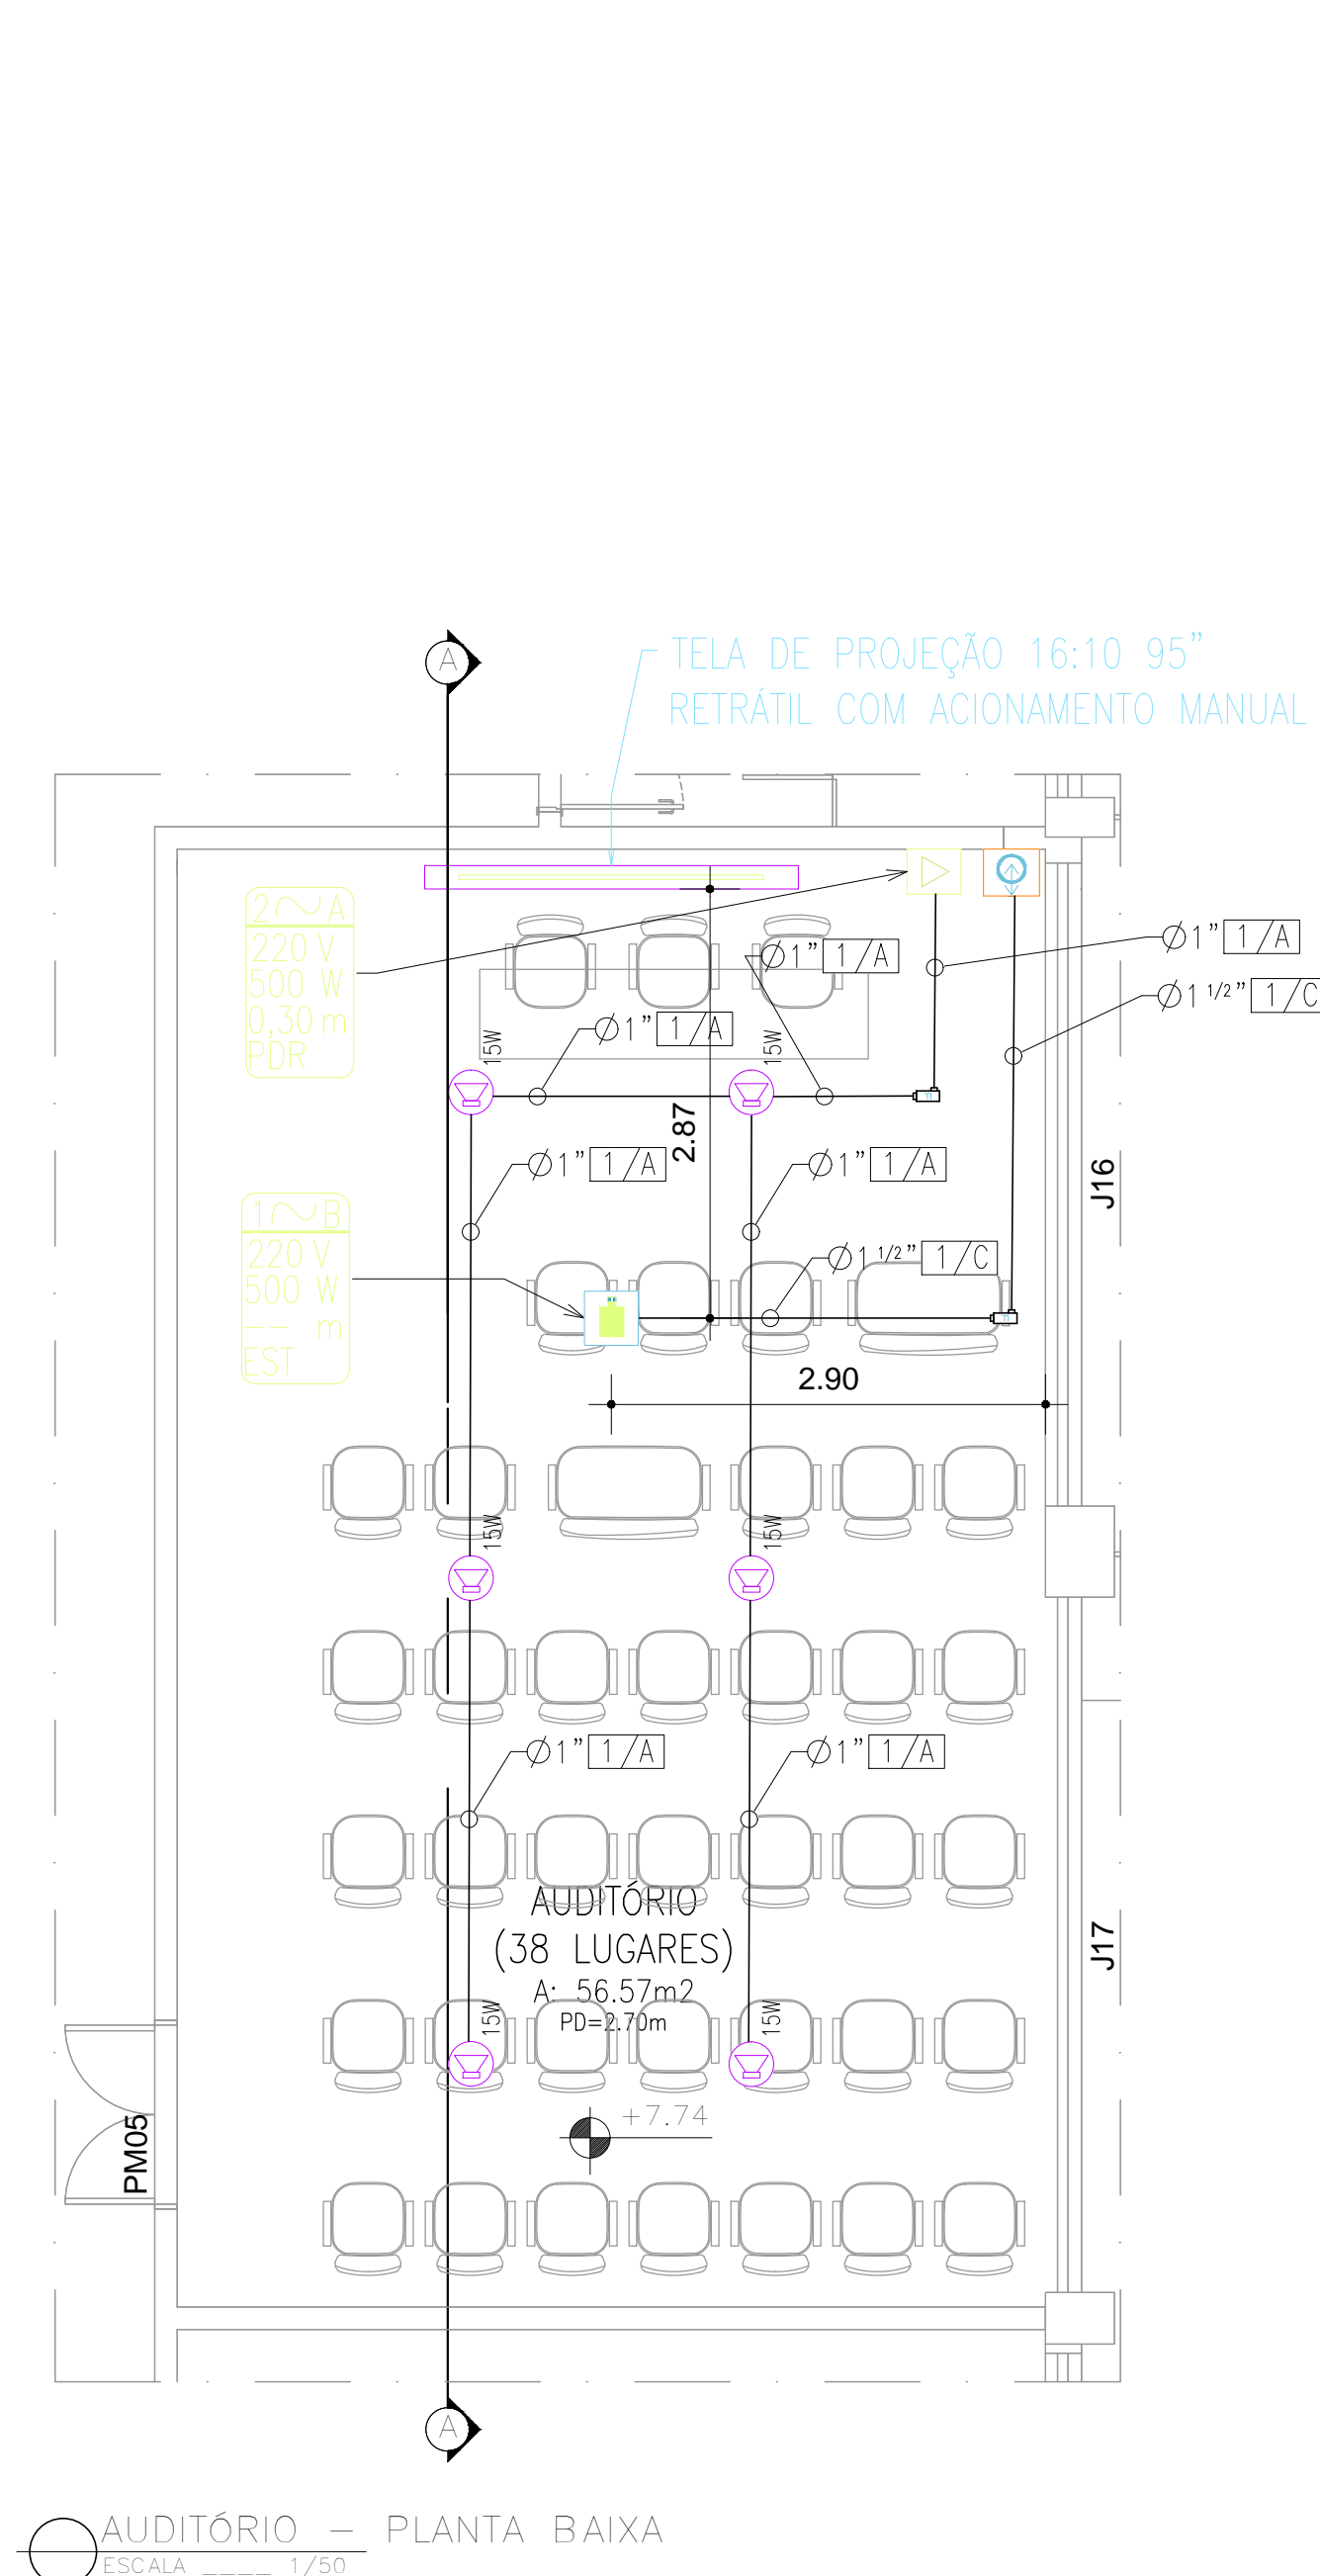 TELA DE PROJEÇÃO 16:10 95"
RETRÁTIL COM ACIONAMENTO MANUAL
A
2 A
220 V
500 W
0,30 m
PDR
Ø1" 1/A
Ø1" 1/A
Ø1 1/2" 1/C
Ø1" 1/A
15W
15W
TI
2.87
Ø1" 1/A
Ø1" 1/A
J16
1 B
220 V
500 W
-- m
EST
Ø1 1/2" 1/C
TI
2.90
15W
15W
Ø1" 1/A
Ø1" 1/A
AUDITÓRIO
(38 LUGARES)
A: 56.57m2
PD=2.70m
J17
15W
15W
+7.74
PM05
A
AUDITÓRIO - PLANTA BAIXA
ESCALA ____ 1/50